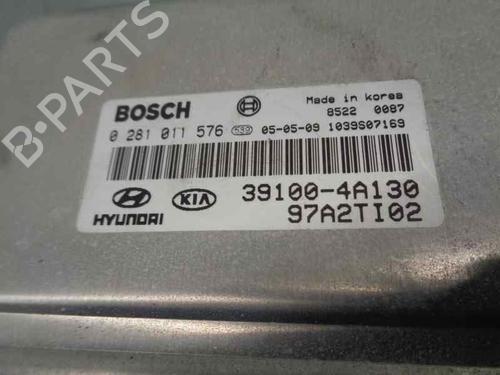 BOSCH
Made in korea
8522 0087
0 281 011 576 05-05-09 1039S07169
HYUNDAI KIA
39100-4A130
97A2TI02